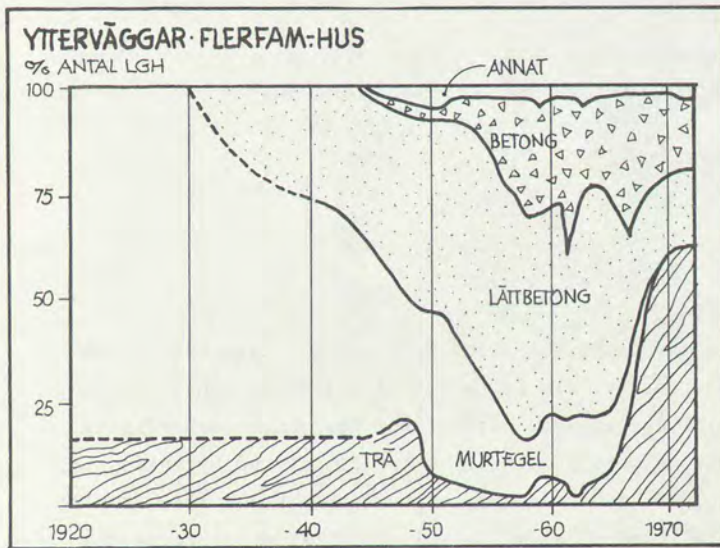 YTTERVÄGGAR·FLERFAM=HUS
% ANTAL LGH
ANNAT
100
BETONG
75
LÄTTBETONG
50
25
TRÄ
MURTEGEL
1920 -30 -40 -50 -60 1970